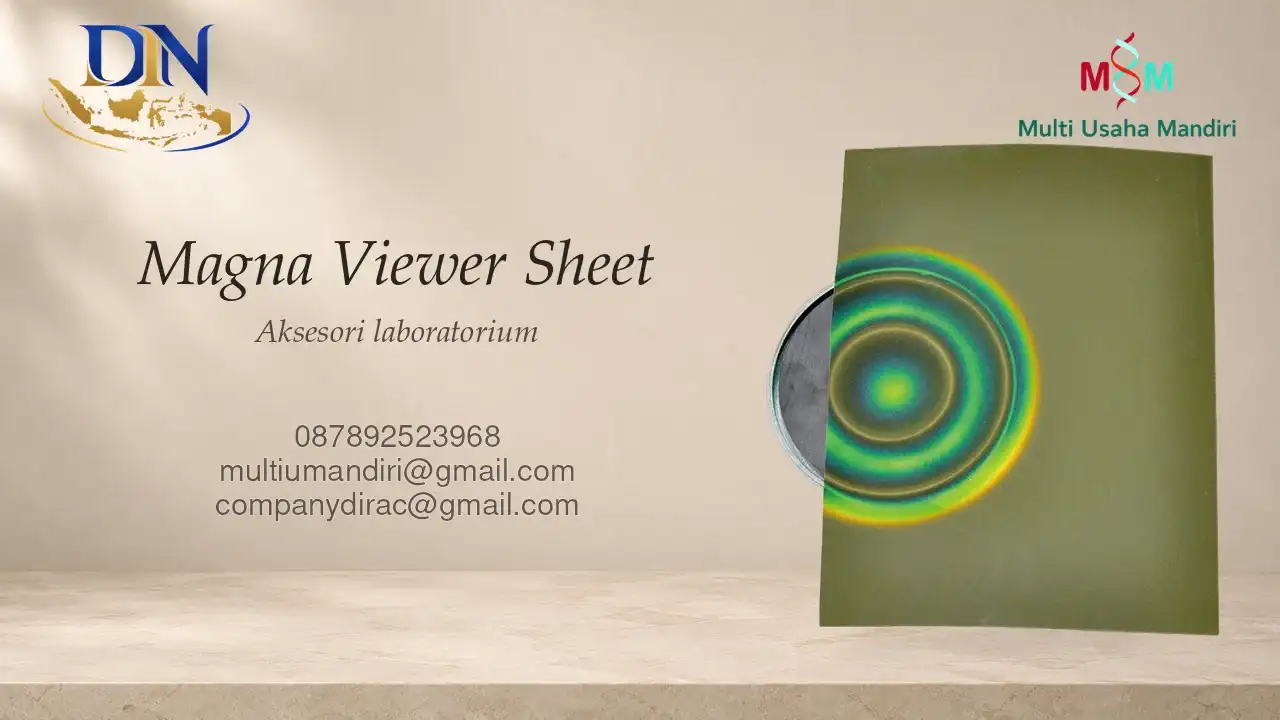 DN
MSM
Multi Usaha Mandiri
Magna Viewer Sheet
Aksesori laboratorium
087892523968
multiumandiri@gmail.com
companydirac@gmail.com